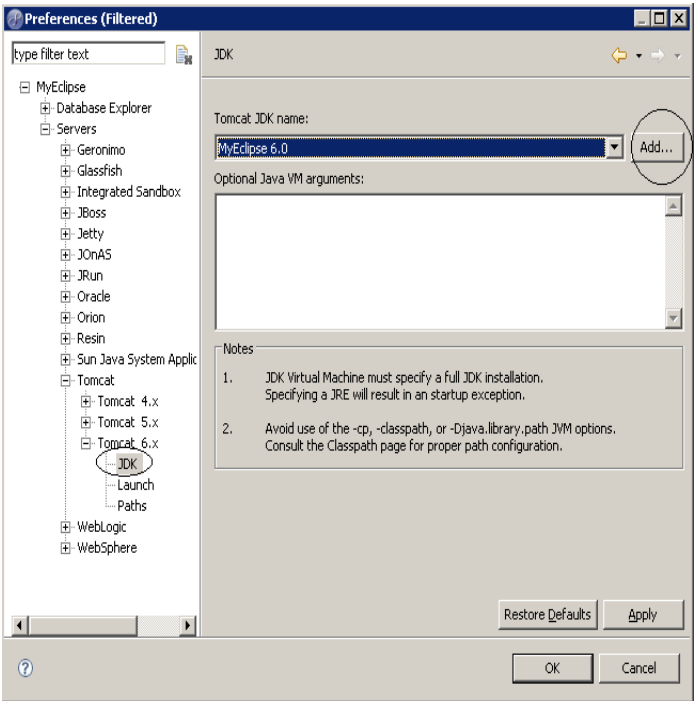 Preferences (Filtered)
type filter text
JDK
MyEclipse
Database Explorer
Servers
Geronimo
Glassfish
Integrated Sandbox
JBoss
Jetty
JOnAS
JRun
Oracle
Orion
Resin
Sun Java System Applic
Tomcat
Tomcat 4.x
Tomcat 5.x
Tomcat 6.x
JDK
Launch
Paths
WebLogic
WebSphere
Tomcat JDK name:
MyEclipse 6.0
Add...
Optional Java VM arguments:
Notes
1. JDK Virtual Machine must specify a full JDK installation.
Specifying a JRE will result in an startup exception.
2. Avoid use of the -cp, -classpath, or -Djava.library.path JVM options.
Consult the Classpath page for proper path configuration.
Restore Defaults Apply
? OK Cancel